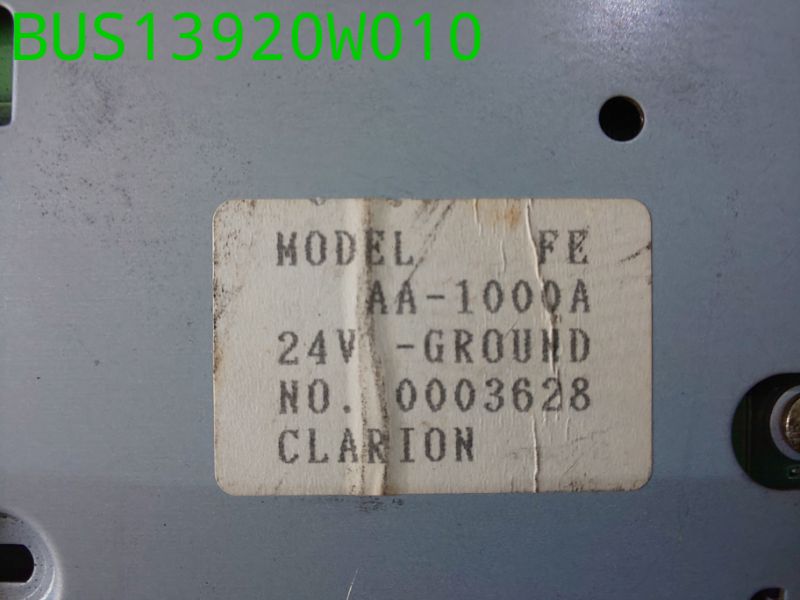 BUS13920W010
MODEL FE
AA-1000A
24V -GROUND
NO. 0003628
CLARION